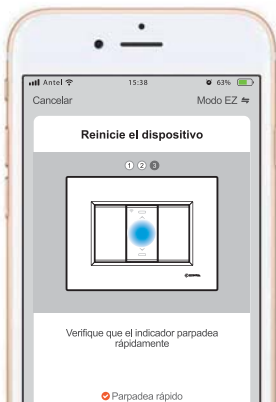 Antel 15:38 63%
Cancelar Modo EZ
Reinicie el dispositivo
1 2 3
Verifique que el indicador parpadea
rápidamente
Parpadea rápido